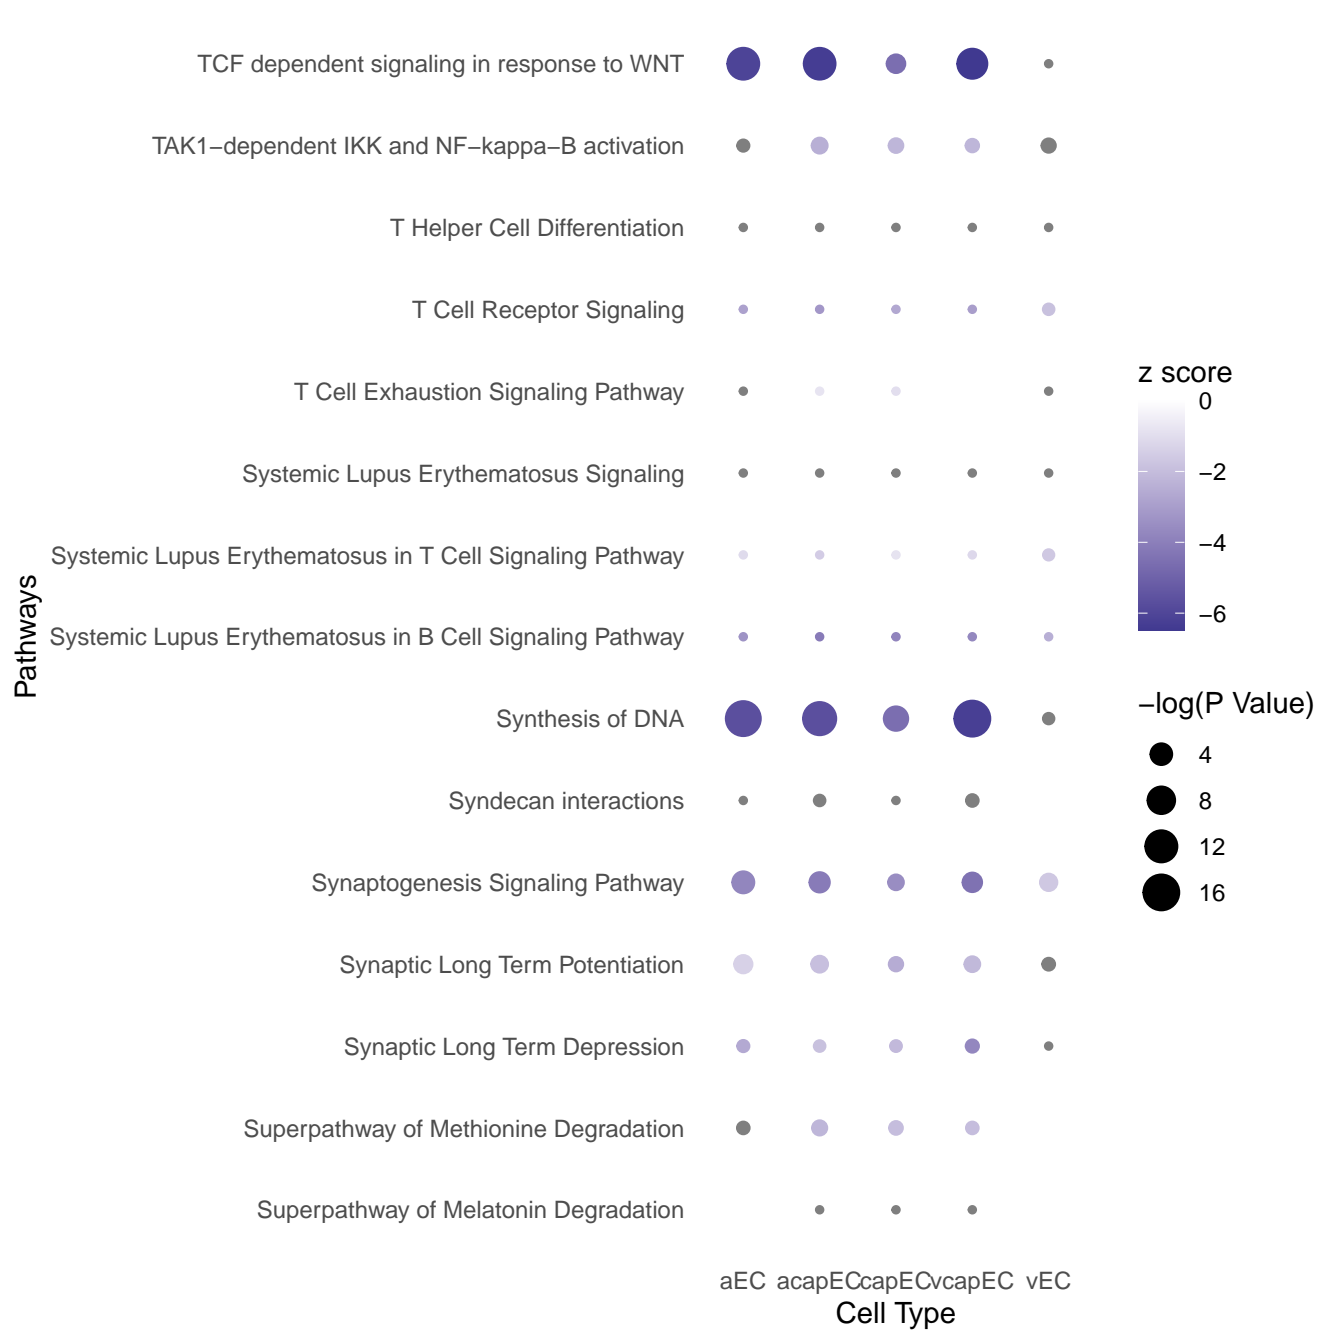 TCF dependent signaling in response to WNT
TAK1−dependent IKK and NF−kappa−B activation
T Helper Cell Differentiation
T Cell Receptor Signaling
T Cell Exhaustion Signaling Pathway
Systemic Lupus Erythematosus Signaling
Systemic Lupus Erythematosus in T Cell Signaling Pathway
Systemic Lupus Erythematosus in B Cell Signaling Pathway
Synthesis of DNA
Syndecan interactions
Synaptogenesis Signaling Pathway
Synaptic Long Term Potentiation
Synaptic Long Term Depression
Superpathway of Methionine Degradation
Superpathway of Melatonin Degradation
Pathways
aEC acapEC capEC vcapEC vEC
Cell Type
z score
0
−2
−4
−6
−log(P Value)
4
8
12
16